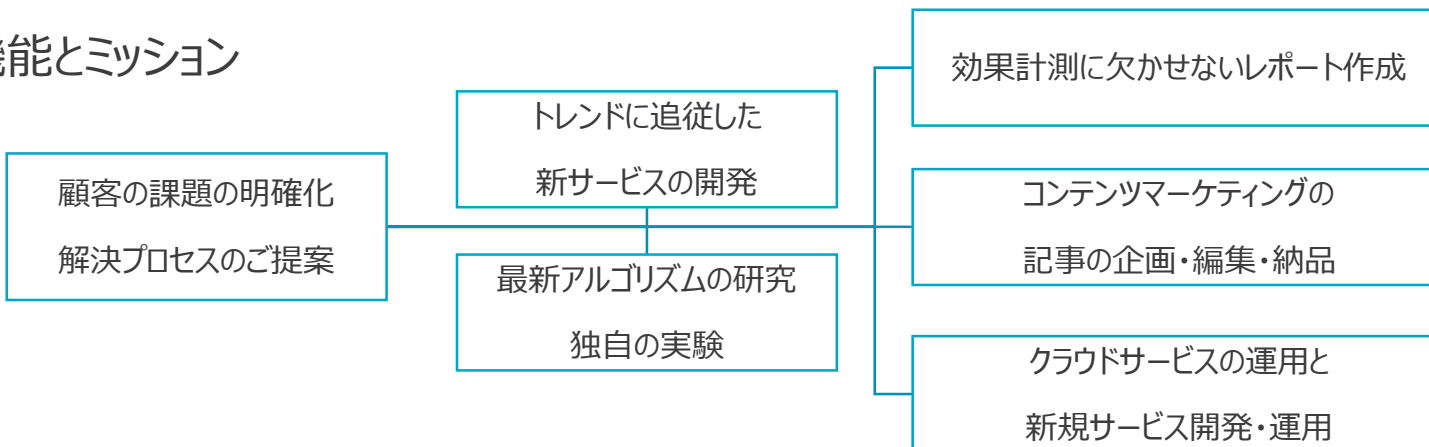 能とミッション
顧客の課題の明確化
解決プロセスのご提案
トレンドに追従した
新サービスの開発
最新アルゴリズムの研究
独自の実験
効果計測に欠かせないレポート作成
コンテンツマーケティングの
記事の企画・編集・納品
クラウドサービスの運用と
新規サービス開発・運用